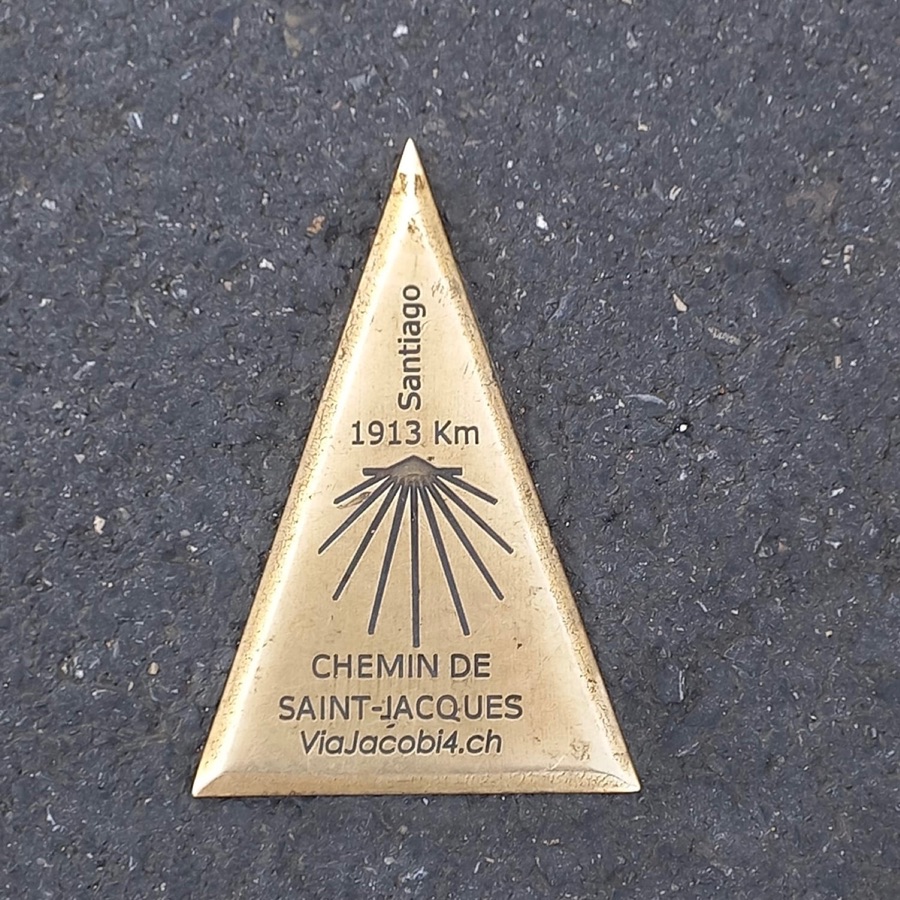 Santiago
1913 Km
CHEMIN DE
SAINT-JACQUES
ViaJacobi4.ch